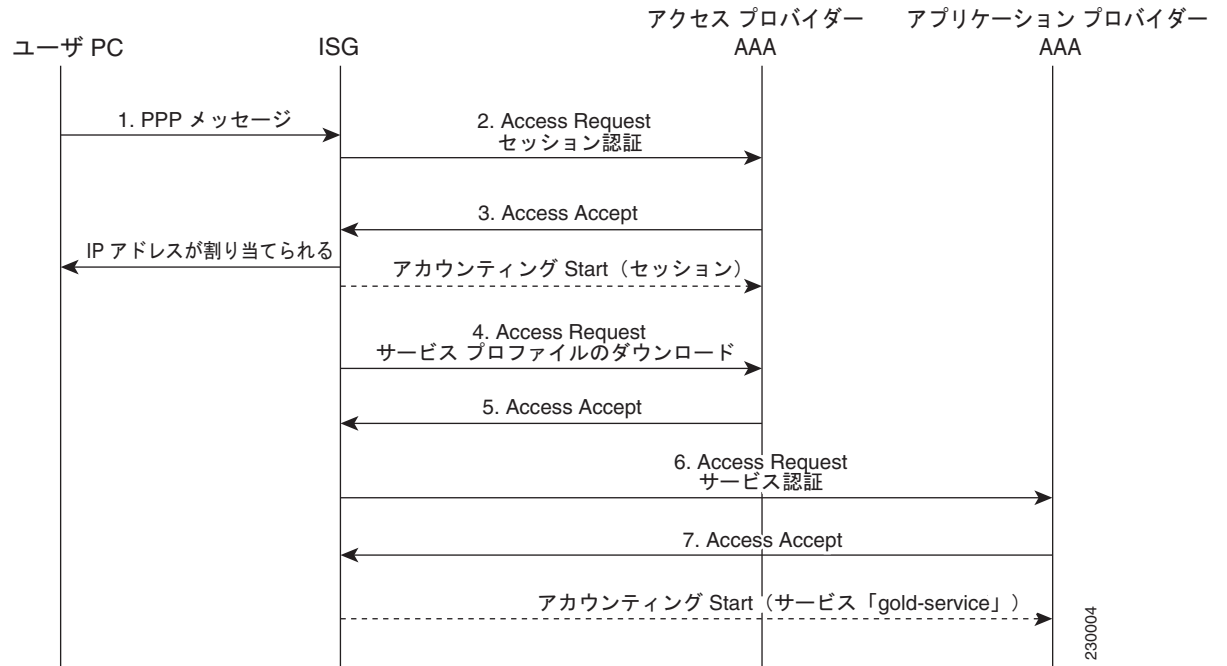 アクセス プロバイダー アプリケーション プロバイダー
ユーザ PC ISG AAA AAA
1. PPP メッセージ
2. Access Request
セッション認証
3. Access Accept
IP アドレスが割り当てられる
アカウンティング Start（セッション）
4. Access Request
サービス プロファイルのダウンロード
5. Access Accept
6. Access Request
サービス認証
7. Access Accept
アカウンティング Start（サービス「gold-service」）
230004